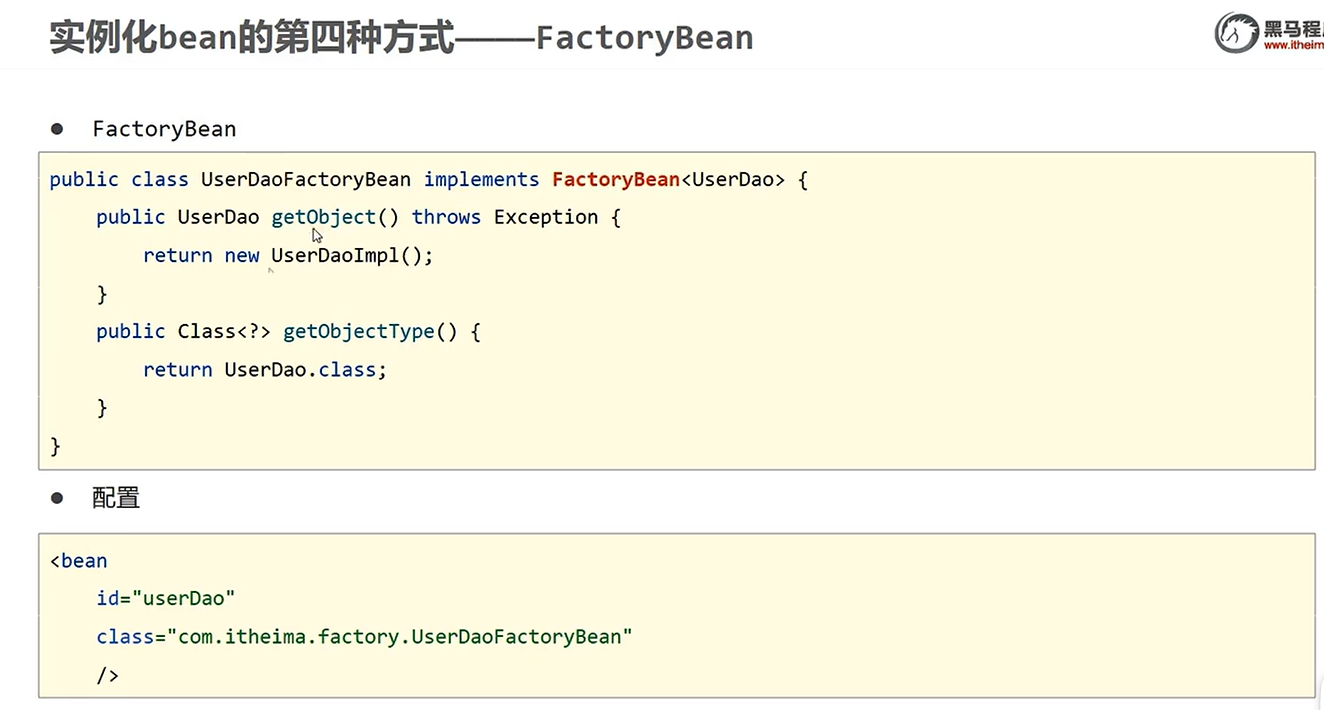 实例化bean的第四种方式————FactoryBean
黑马程
www.itheim
● FactoryBean
public class UserDaoFactoryBean implements FactoryBean<UserDao> {
public UserDao getObject() throws Exception {
return new UserDaoImpl();
}
public Class<?> getObjectType() {
return UserDao.class;
}
}
● 配置
<bean
id="userDao"
class="com.itheima.factory.UserDaoFactoryBean"
/>